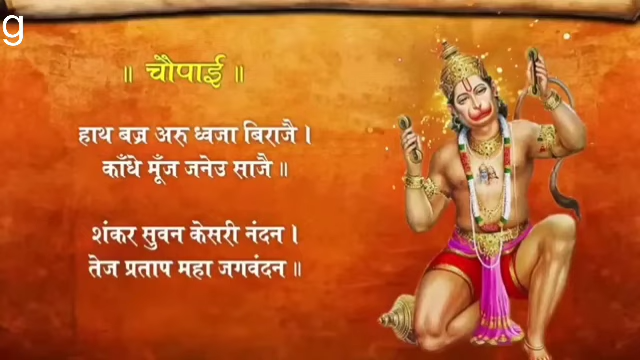 g
॥ चौपाई ॥
हाथ बज्र अरु ध्वजा बिराजै ।
काँधे मूँज जनेउ साजै ॥
शंकर सुवन केसरी नंदन ।
तेज प्रताप महा जगवंदन ॥